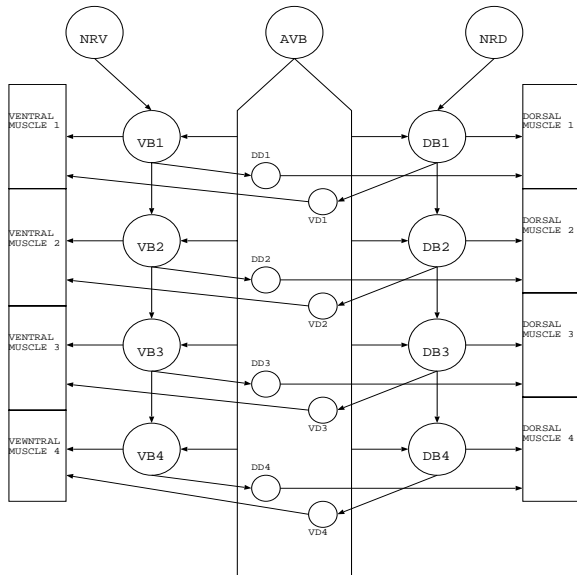 NRV
AVB
NRD
VENTRAL
MUSCLE 1
DORSAL
MUSCLE 1
VB1
DB1
DD1
VD1
VENTRAL
MUSCLE 2
DORSAL
MUSCLE 2
VB2
DB2
DD2
VD2
VENTRAL
MUSCLE 3
DORSAL
MUSCLE 3
VB3
DB3
DD3
VD3
VEWNTRAL
MUSCLE 4
DORSAL
MUSCLE 4
VB4
DB4
DD4
VD4